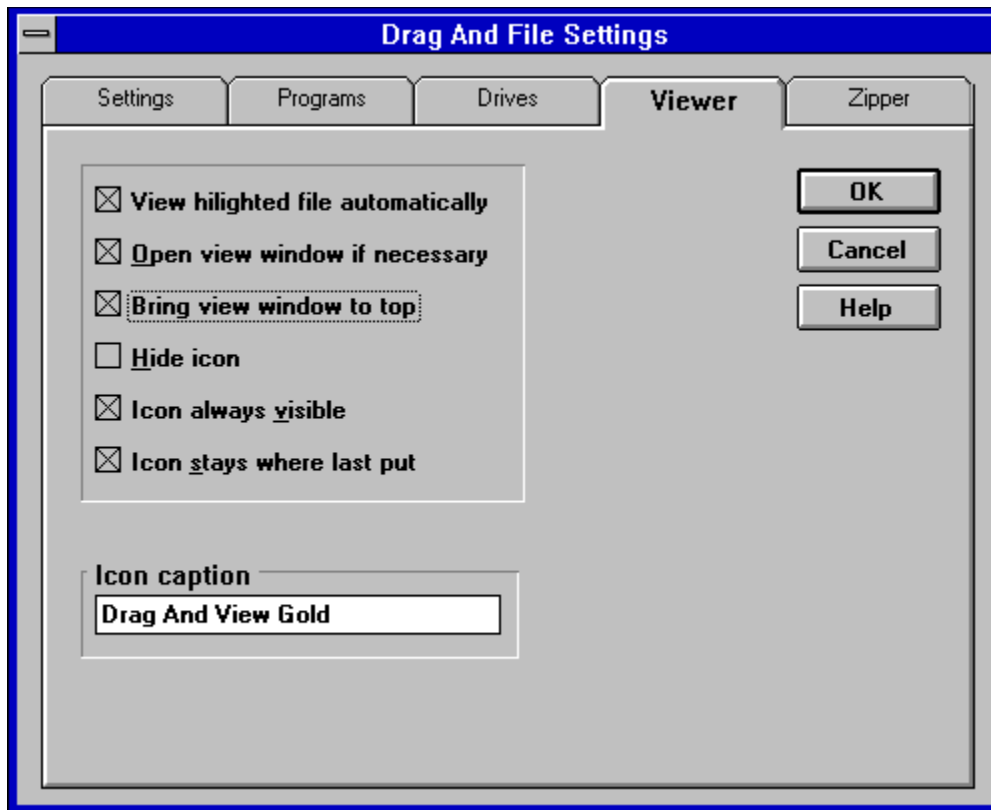 Drag And File Settings
Settings Programs Drives Viewer Zipper
View hilighted file automatically
Open view window if necessary
Bring view window to top
Hide icon
Icon always visible
Icon stays where last put
OK
Cancel
Help
Icon caption
Drag And View Gold